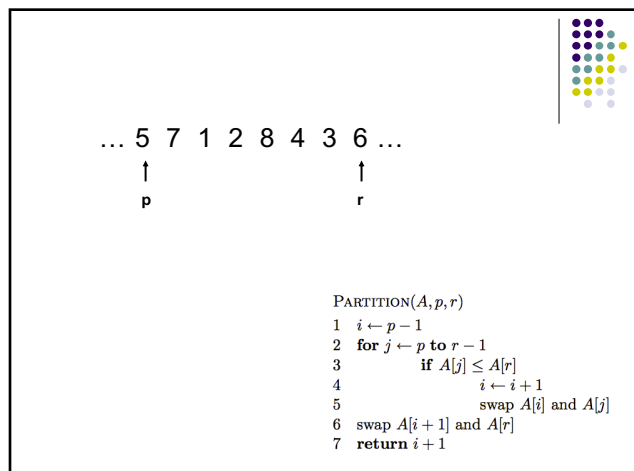 ... 5 7 1 2 8 4 3 6 ...
p r
PARTITION(A, p, r)
1 i ← p − 1
2 for j ← p to r − 1
3 if A[j] ≤ A[r]
4 i ← i + 1
5 swap A[i] and A[j]
6 swap A[i + 1] and A[r]
7 return i + 1